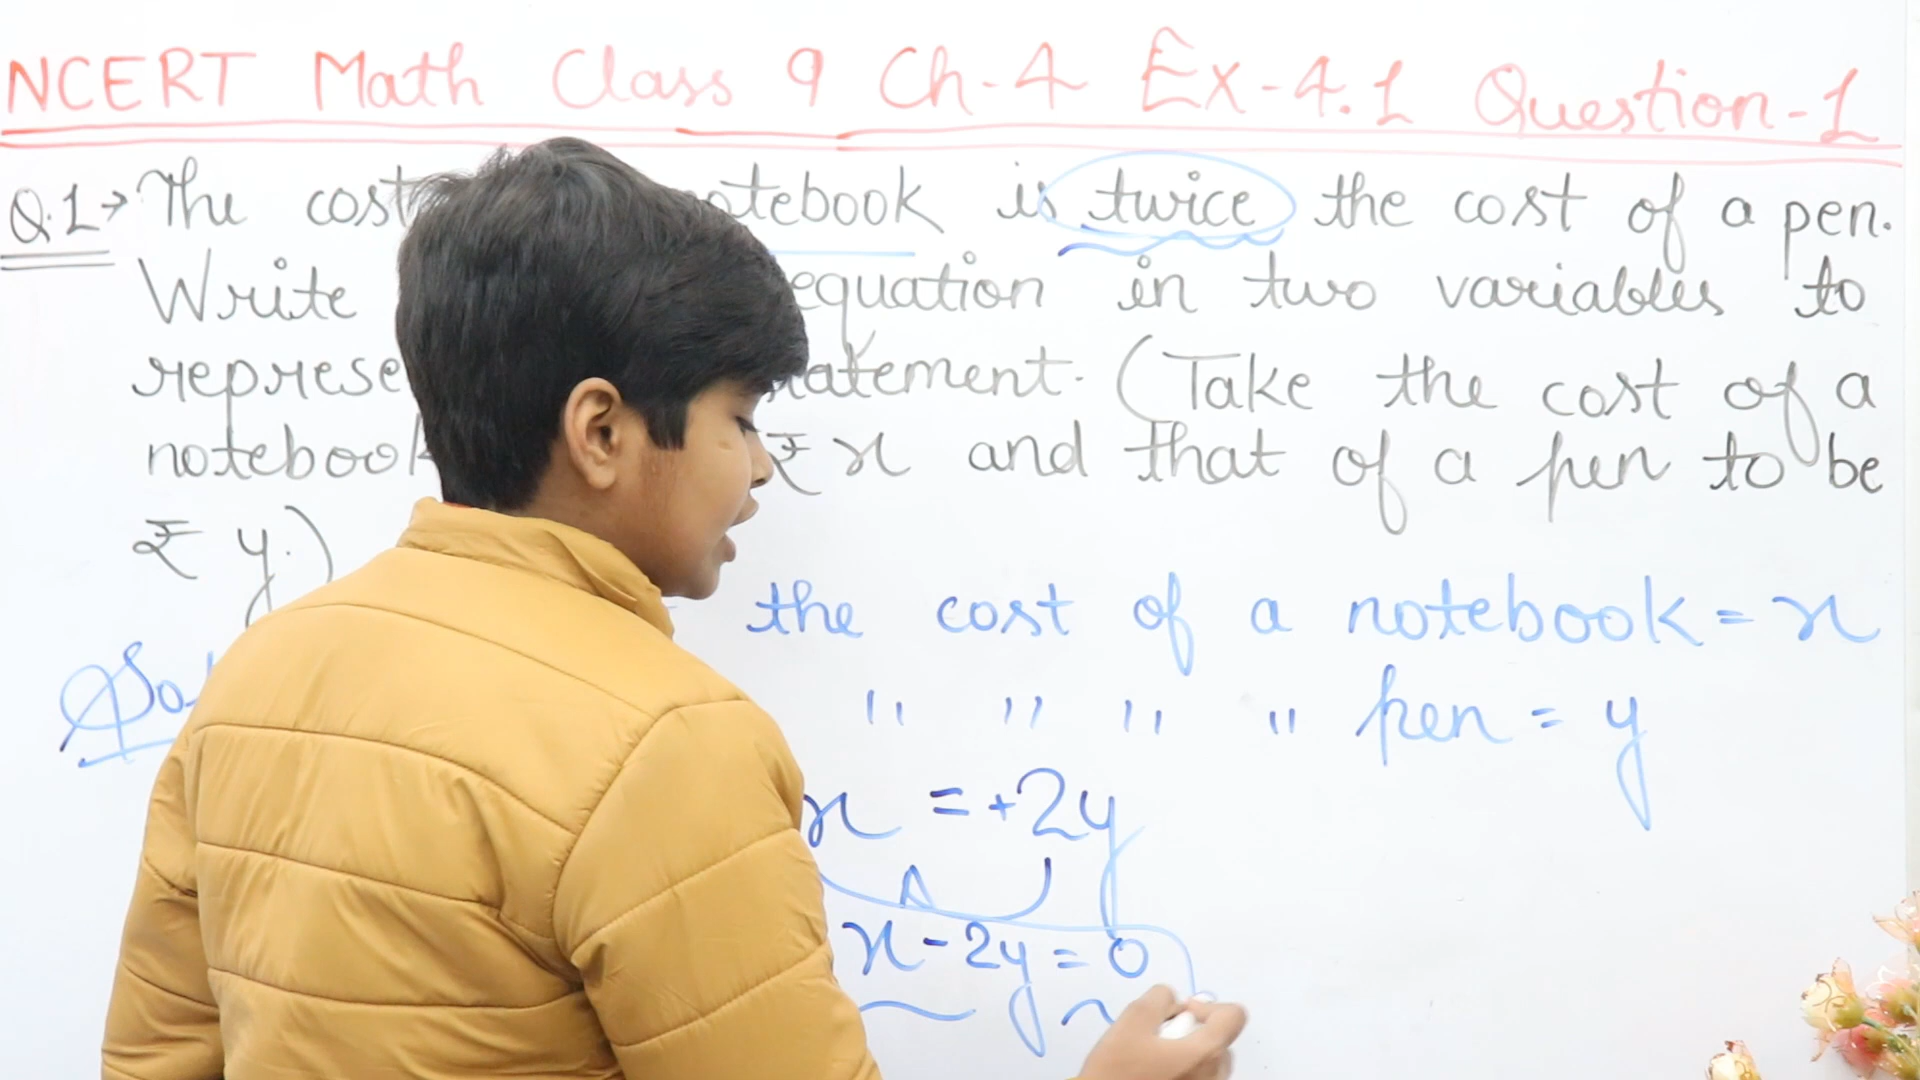 NCERT Math Class 9 Ch-4 Ex-4.1 Question-1
Q.1→ The cost notebook is twice the cost of a pen.
Write equation in two variables to
statement. (Take the cost of a
notebook ₹ x and that of a pen to be
₹ y.)
the cost of a notebook = x
" " " " pen = y
x = +2y
x - 2y = 0